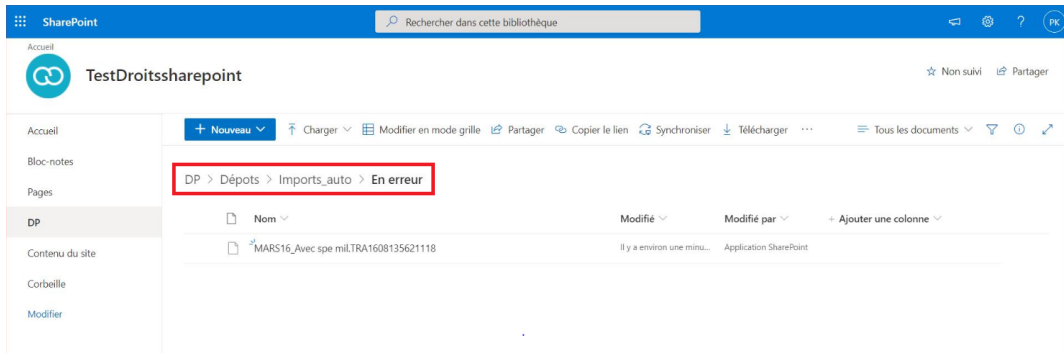 SharePoint
Rechercher dans cette bibliothèque
?
PK
Accueil
TestDroitssharepoint
Non suivi
Partager
Accueil
Bloc-notes
Pages
DP
Contenu du site
Corbeille
Modifier
+ Nouveau
Charger
Modifier en mode grille
Partager
Copier le lien
Synchroniser
Télécharger
···
Tous les documents
DP > Dépots > Imports_auto > En erreur
Nom
Modifié
Modifié par
+ Ajouter une colonne
MARS16_Avec spe mil.TRA1608135621118
Il y a environ une minu...
Application SharePoint